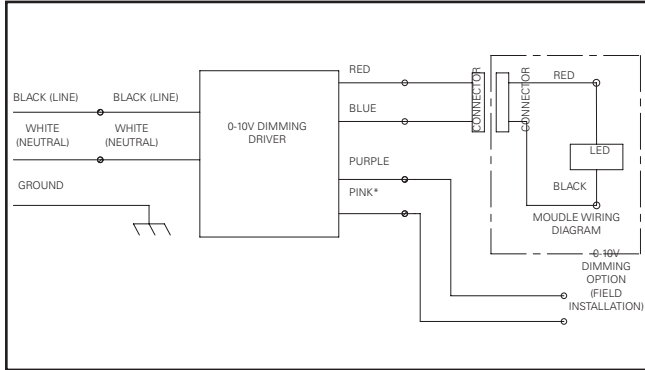 BLACK (LINE)
BLACK (LINE)
WHITE
(NEUTRAL)
WHITE
(NEUTRAL)
GROUND
0-10V DIMMING
DRIVER
RED
BLUE
PURPLE
PINK*
CONNECTOR
CONNECTOR
RED
LED
BLACK
MOUDLE WIRING
DIAGRAM
0-10V
DIMMING
OPTION
(FIELD
INSTALLATION)